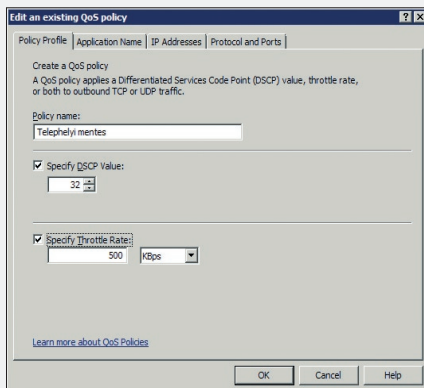 Edit an existing QoS policy
Policy Profile Application Name IP Addresses Protocol and Ports
Create a QoS policy
A QoS policy applies a Differentiated Services Code Point (DSCP) value, throttle rate,
or both to outbound TCP or UDP traffic.
Policy name:
Telephelyi mentes
Specify DSCP Value:
32
Specify Throttle Rate:
500 KBps
Learn more about QoS Policies
OK Cancel Help